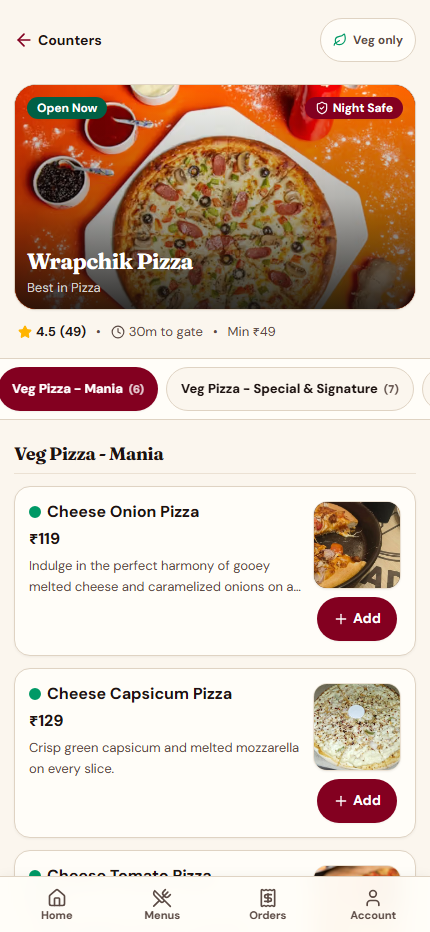 Counters
Veg only
Open Now
Night Safe
Wrapchik Pizza
Best in Pizza
4.5 (49) • 30m to gate • Min ₹49
Veg Pizza - Mania (6)
Veg Pizza - Special & Signature (7)
Veg Pizza - Mania
Cheese Onion Pizza
₹119
Indulge in the perfect harmony of gooey
melted cheese and caramelized onions on a...
+ Add
Cheese Capsicum Pizza
₹129
Crisp green capsicum and melted mozzarella
on every slice.
+ Add
Cheese Tomato Pizza
Home
Menus
Orders
Account